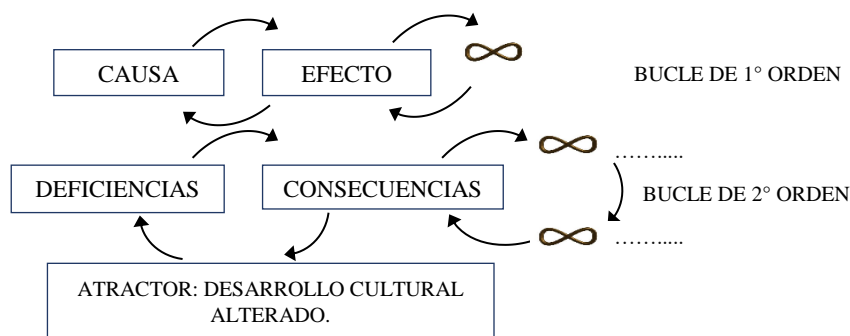 CAUSA
EFECTO
BUCLE DE 1° ORDEN
…….....
DEFICIENCIAS
CONSECUENCIAS
BUCLE DE 2° ORDEN
…….....
ATRACTOR: DESARROLLO CULTURAL
ALTERADO.